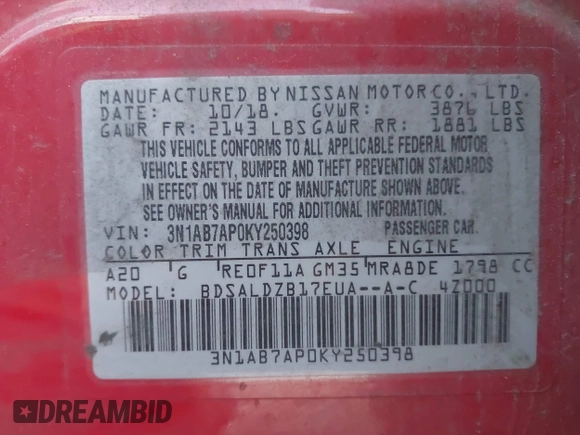 MANUFACTURED BY NISSAN MOTOR CO., LTD.
DATE: 10/18. GVWR: 3876 LBS
GAWR FR: 2143 LBS GAWR RR: 1881 LBS
THIS VEHICLE CONFORMS TO ALL APPLICABLE FEDERAL MOTOR
VEHICLE SAFETY, BUMPER AND THEFT PREVENTION STANDARDS
IN EFFECT ON THE DATE OF MANUFACTURE SHOWN ABOVE.
SEE OWNER'S MANUAL FOR ADDITIONAL INFORMATION.
VIN: 3N1AB7AP0KY250398 PASSENGER CAR.
COLOR TRIM TRANS AXLE ENGINE
A20 G RE0F11A GM35 MRA8DE 1798 CC
MODEL: BDSALDZB17EUA--A-C 4Z000
3N1AB7AP0KY250398
DREAMBID